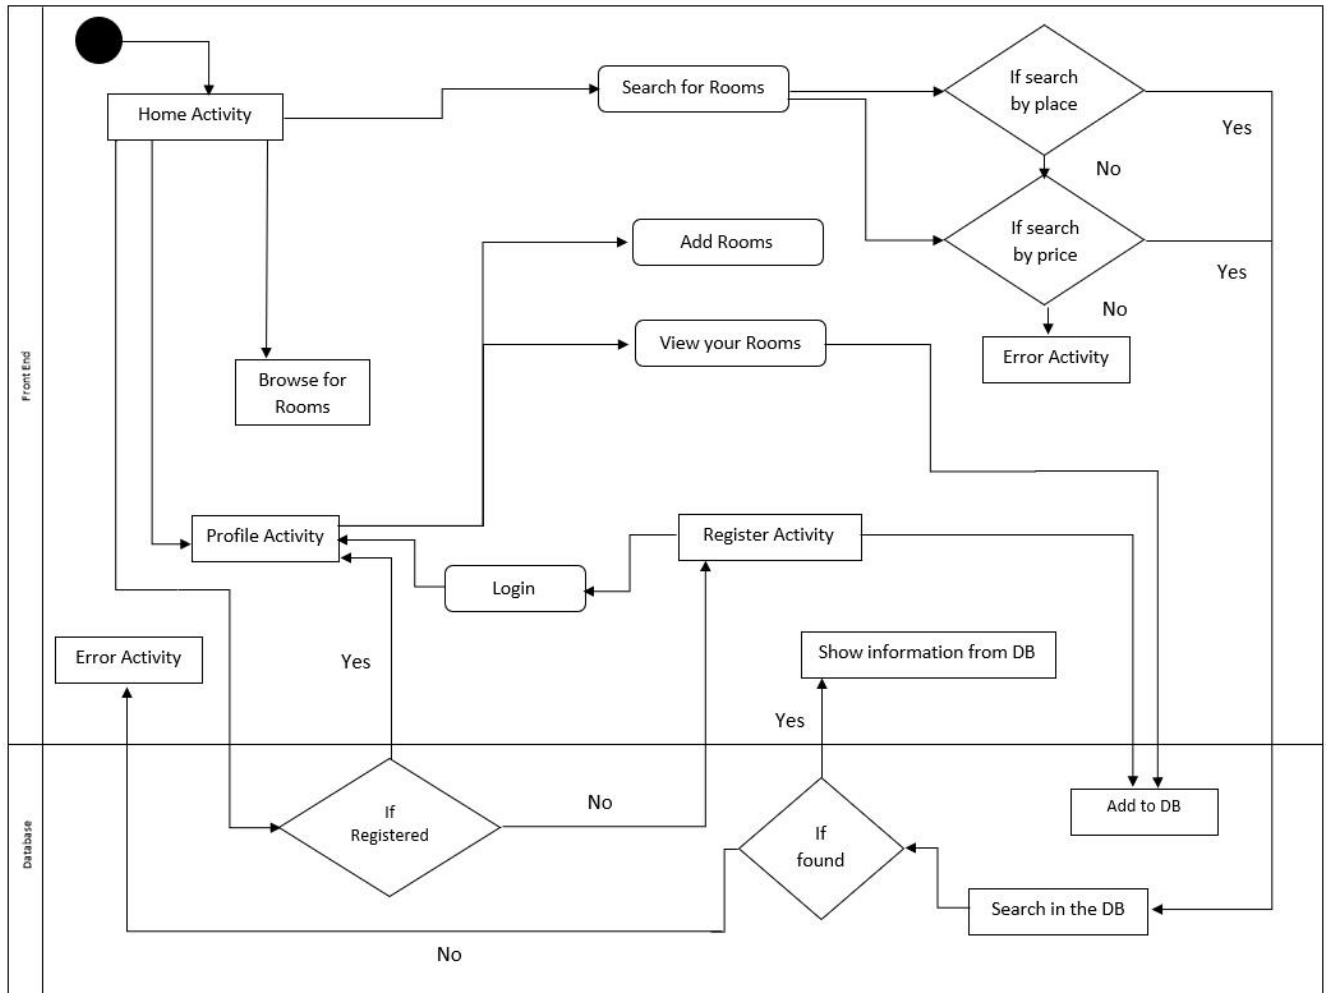 Home Activity
Search for Rooms
If search
by place
Yes
No
Add Rooms
If search
by price
Yes
No
View your Rooms
Error Activity
Front End
Browse for
Rooms
Profile Activity
Register Activity
Login
Error Activity
Yes
Show information from DB
Yes
If
Registered
No
Add to DB
Database
If
found
Search in the DB
No